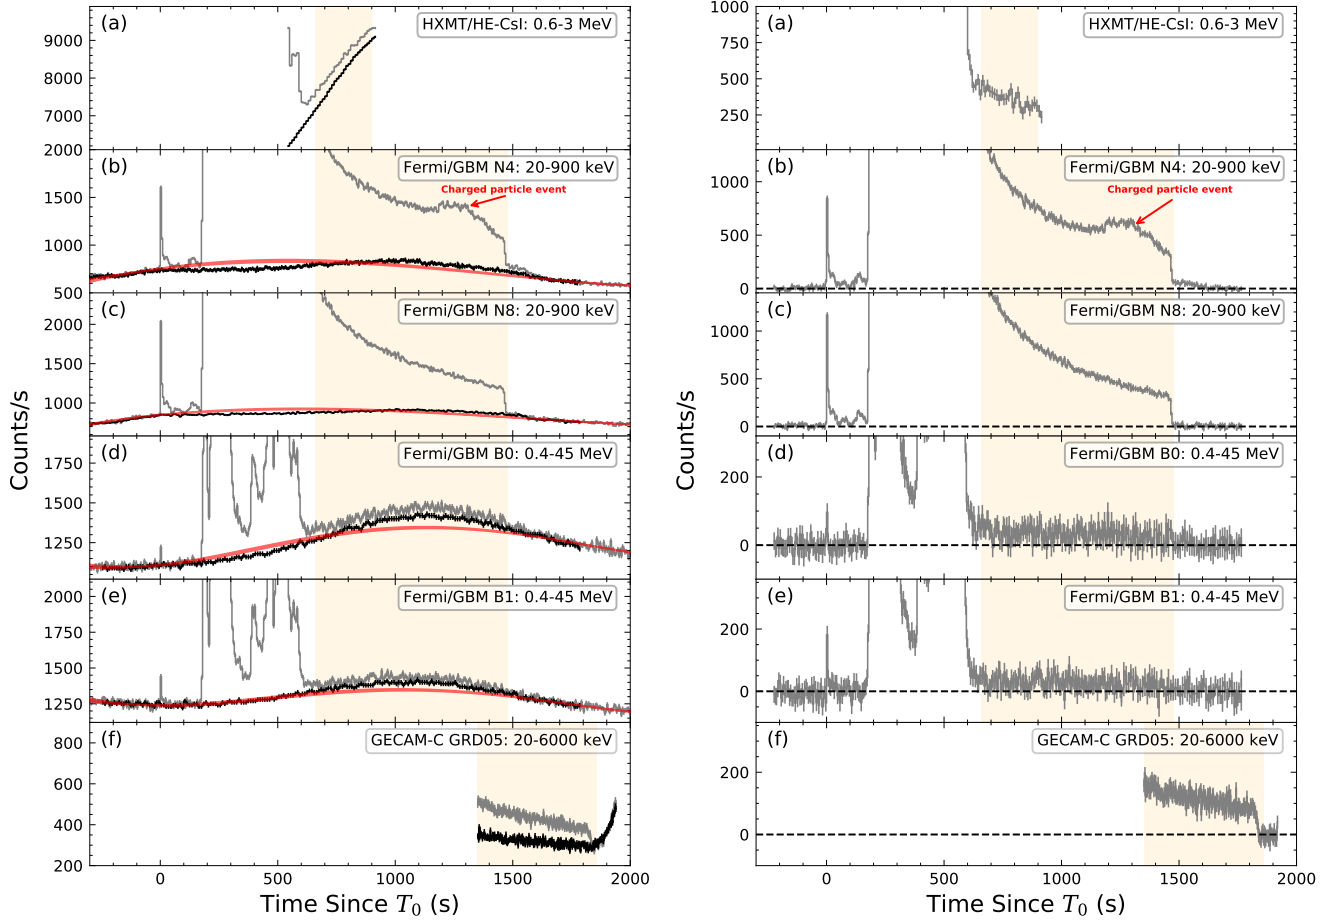 (a)
HXMT/HE-CsI: 0.6-3 MeV
9000
8000
7000
2000
(b)
Fermi/GBM N4: 20-900 keV
Charged particle event
1500
1000
500
(c)
Fermi/GBM N8: 20-900 keV
2000
1500
1000
(d)
Fermi/GBM B0: 0.4-45 MeV
1750
1500
1250
(e)
Fermi/GBM B1: 0.4-45 MeV
2000
1750
1500
1250
(f)
GECAM-C GRD05: 20-6000 keV
800
600
400
200
0 500 1000 1500 2000
Time Since T0 (s)
Counts/s
(a)
HXMT/HE-CsI: 0.6-3 MeV
1000
750
500
250
(b)
Fermi/GBM N4: 20-900 keV
Charged particle event
1000
500
0
(c)
Fermi/GBM N8: 20-900 keV
1000
500
0
(d)
Fermi/GBM B0: 0.4-45 MeV
200
0
(e)
Fermi/GBM B1: 0.4-45 MeV
200
0
(f)
GECAM-C GRD05: 20-6000 keV
200
0
0 500 1000 1500 2000
Time Since T0 (s)
Counts/s